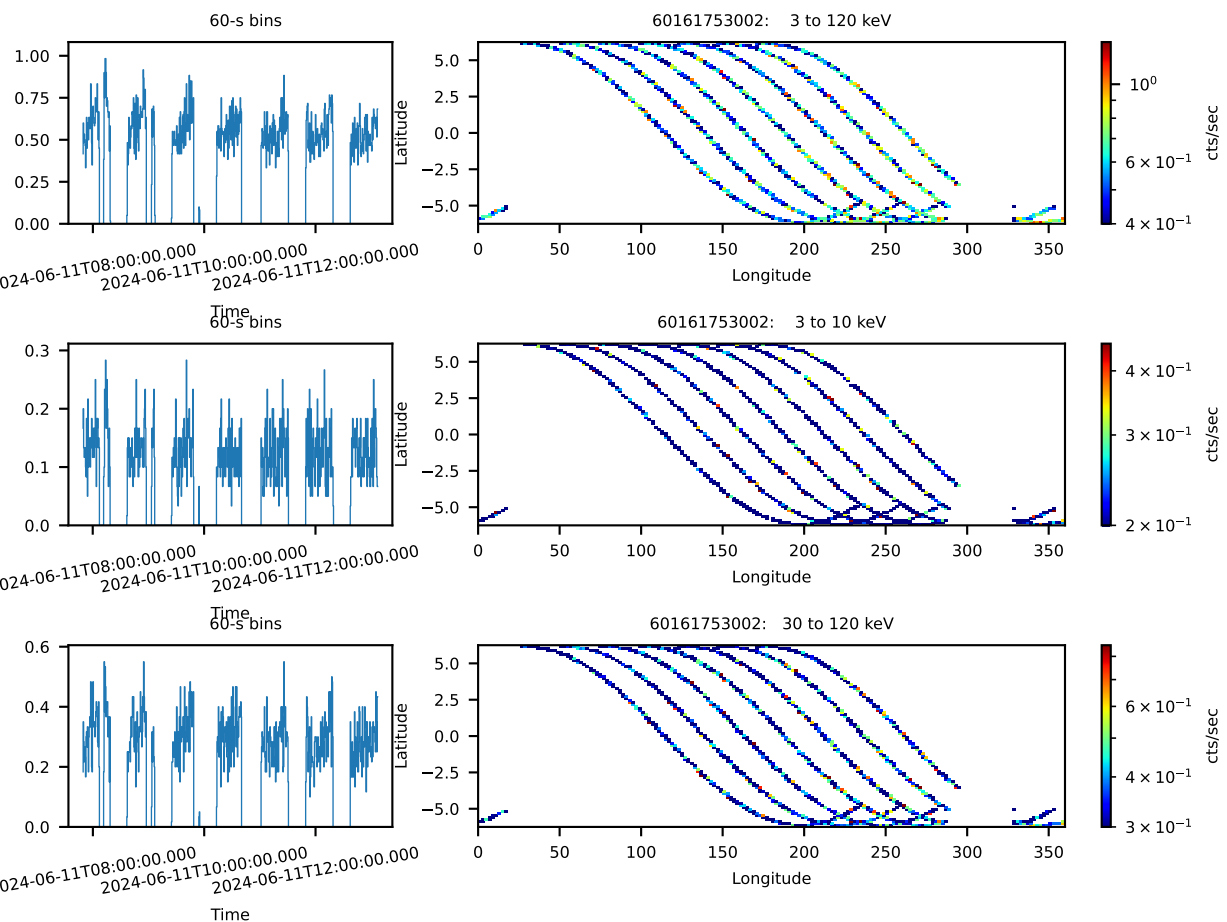 60-s bins
1.00
0.75
0.50
0.25
0.00
2024-06-11T08:00:00.000
2024-06-11T10:00:00.000
2024-06-11T12:00:00.000
Time
60161753002: 3 to 120 keV
Latitude
5.0
2.5
0.0
−2.5
−5.0
0 50 100 150 200 250 300 350
Longitude
10⁰
6 × 10⁻¹
4 × 10⁻¹
cts/sec
60-s bins
0.3
0.2
0.1
0.0
2024-06-11T08:00:00.000
2024-06-11T10:00:00.000
2024-06-11T12:00:00.000
Time
60161753002: 3 to 10 keV
Latitude
5.0
2.5
0.0
−2.5
−5.0
0 50 100 150 200 250 300 350
Longitude
4 × 10⁻¹
3 × 10⁻¹
2 × 10⁻¹
cts/sec
60-s bins
0.6
0.4
0.2
0.0
2024-06-11T08:00:00.000
2024-06-11T10:00:00.000
2024-06-11T12:00:00.000
Time
60161753002: 30 to 120 keV
Latitude
5.0
2.5
0.0
−2.5
−5.0
0 50 100 150 200 250 300 350
Longitude
6 × 10⁻¹
4 × 10⁻¹
3 × 10⁻¹
cts/sec